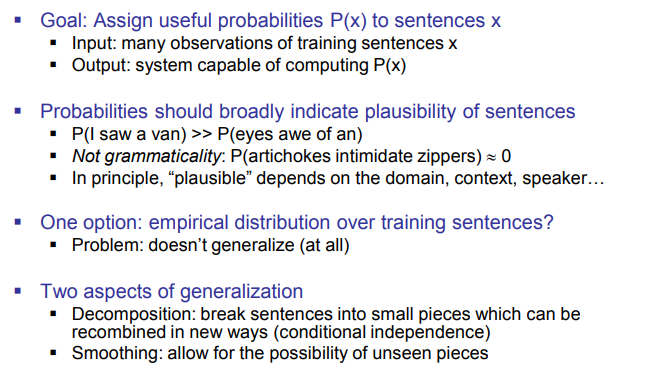 ▪ Goal: Assign useful probabilities P(x) to sentences x
▪ Input: many observations of training sentences x
▪ Output: system capable of computing P(x)
▪ Probabilities should broadly indicate plausibility of sentences
▪ P(I saw a van) >> P(eyes awe of an)
▪ Not grammaticality: P(artichokes intimidate zippers) ≈ 0
▪ In principle, “plausible” depends on the domain, context, speaker…
▪ One option: empirical distribution over training sentences?
▪ Problem: doesn’t generalize (at all)
▪ Two aspects of generalization
▪ Decomposition: break sentences into small pieces which can be
recombined in new ways (conditional independence)
▪ Smoothing: allow for the possibility of unseen pieces